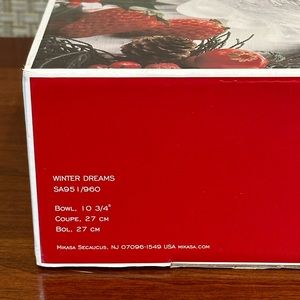 WINTER DREAMS
SA951/960
BOWL, 10 3/4"
COUPE, 27 CM
BOL, 27 CM
MIKASA SECAUCUS, NJ 07096-1549 USA MIKASA.COM